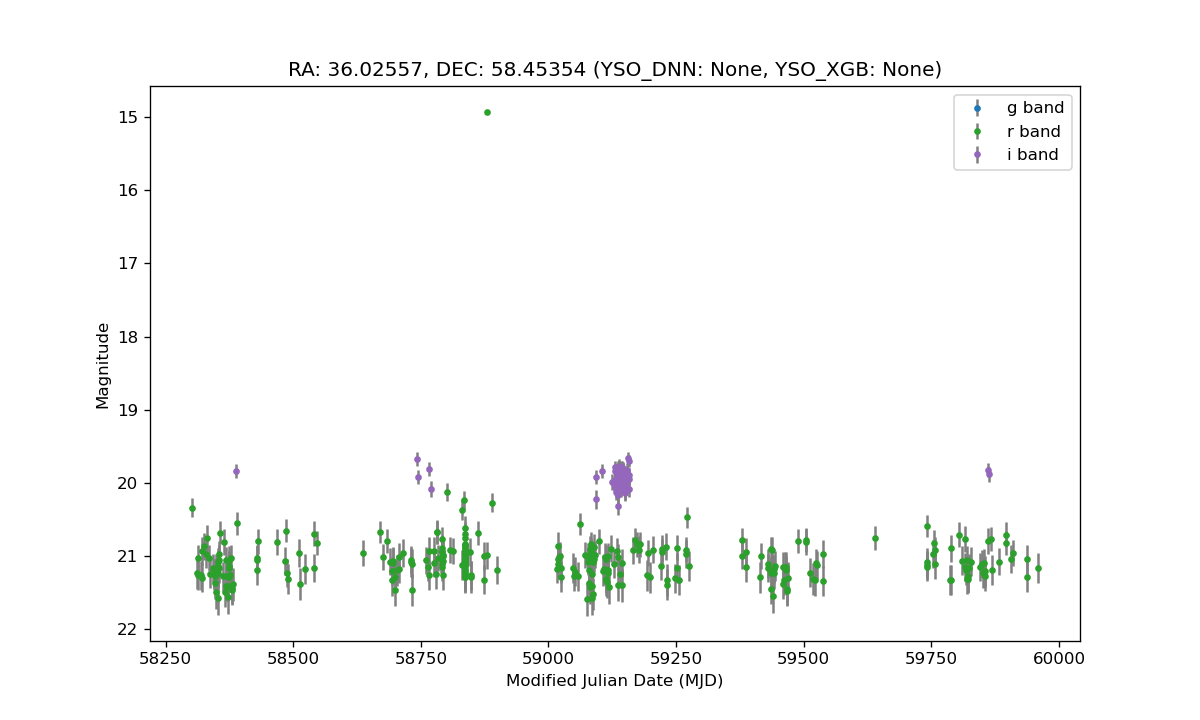 RA: 36.02557, DEC: 58.45354 (YSO_DNN: None, YSO_XGB: None)
g band
r band
i band
15
16
17
18
19
20
21
22
Magnitude
58250 58500 58750 59000 59250 59500 59750 60000
Modified Julian Date (MJD)